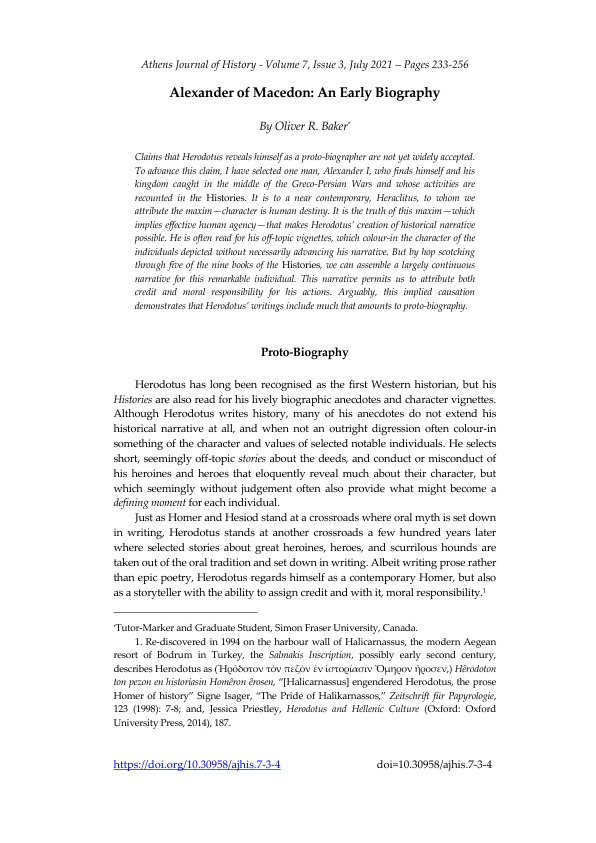 Athens Journal of History - Volume 7, Issue 3, July 2021 – Pages 233-256
Alexander of Macedon: An Early Biography
By Oliver R. Baker*
Claims that Herodotus reveals himself as a proto-biographer are not yet widely accepted.
To advance this claim, I have selected one man, Alexander I, who finds himself and his
kingdom caught in the middle of the Greco-Persian Wars and whose activities are
recounted in the Histories. It is to a near contemporary, Heraclitus, to whom we
attribute the maxim—character is human destiny. It is the truth of this maxim—which
implies effective human agency—that makes Herodotus’ creation of historical narrative
possible. He is often read for his off-topic vignettes, which colour-in the character of the
individuals depicted without necessarily advancing his narrative. But by hop scotching
through five of the nine books of the Histories, we can assemble a largely continuous
narrative for this remarkable individual. This narrative permits us to attribute both
credit and moral responsibility for his actions. Arguably, this implied causation
demonstrates that Herodotus’ writings include much that amounts to proto-biography.
Proto-Biography
Herodotus has long been recognised as the first Western historian, but his
Histories are also read for his lively biographic anecdotes and character vignettes.
Although Herodotus writes history, many of his anecdotes do not extend his
historical narrative at all, and when not an outright digression often colour-in
something of the character and values of selected notable individuals. He selects
short, seemingly off-topic stories about the deeds, and conduct or misconduct of
his heroines and heroes that eloquently reveal much about their character, but
which seemingly without judgement often also provide what might become a
defining moment for each individual.
Just as Homer and Hesiod stand at a crossroads where oral myth is set down
in writing, Herodotus stands at another crossroads a few hundred years later
where selected stories about great heroines, heroes, and scurrilous hounds are
taken out of the oral tradition and set down in writing. Albeit writing prose rather
than epic poetry, Herodotus regards himself as a contemporary Homer, but also
as a storyteller with the ability to assign credit and with it, moral responsibility.1
*Tutor-Marker and Graduate Student, Simon Fraser University, Canada.
1. Re-discovered in 1994 on the harbour wall of Halicarnassus, the modern Aegean
resort of Bodrum in Turkey, the Salmakis Inscription, possibly early second century,
describes Herodotus as (Ἡρόδοτον τὸν πεζὸν ἐν ἱστορίαισιν Ὅμηρον ἤροσεν,) Hêródoton
ton pezon en historiasin Homêron êrosen, “[Halicarnassus] engendered Herodotus, the prose
Homer of history” Signe Isager, “The Pride of Halikarnassos,” Zeitschrift für Papyrologie,
123 (1998): 7-8; and, Jessica Priestley, Herodotus and Hellenic Culture (Oxford: Oxford
University Press, 2014), 187.
https://doi.org/10.30958/ajhis.7-3-4 doi=10.30958/ajhis.7-3-4